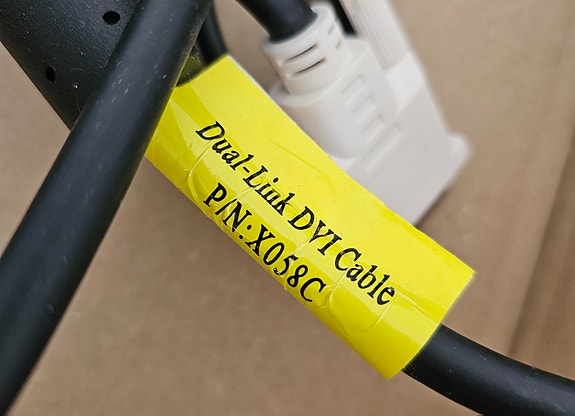 Dual-Link DVI Cable
P/N:X058C